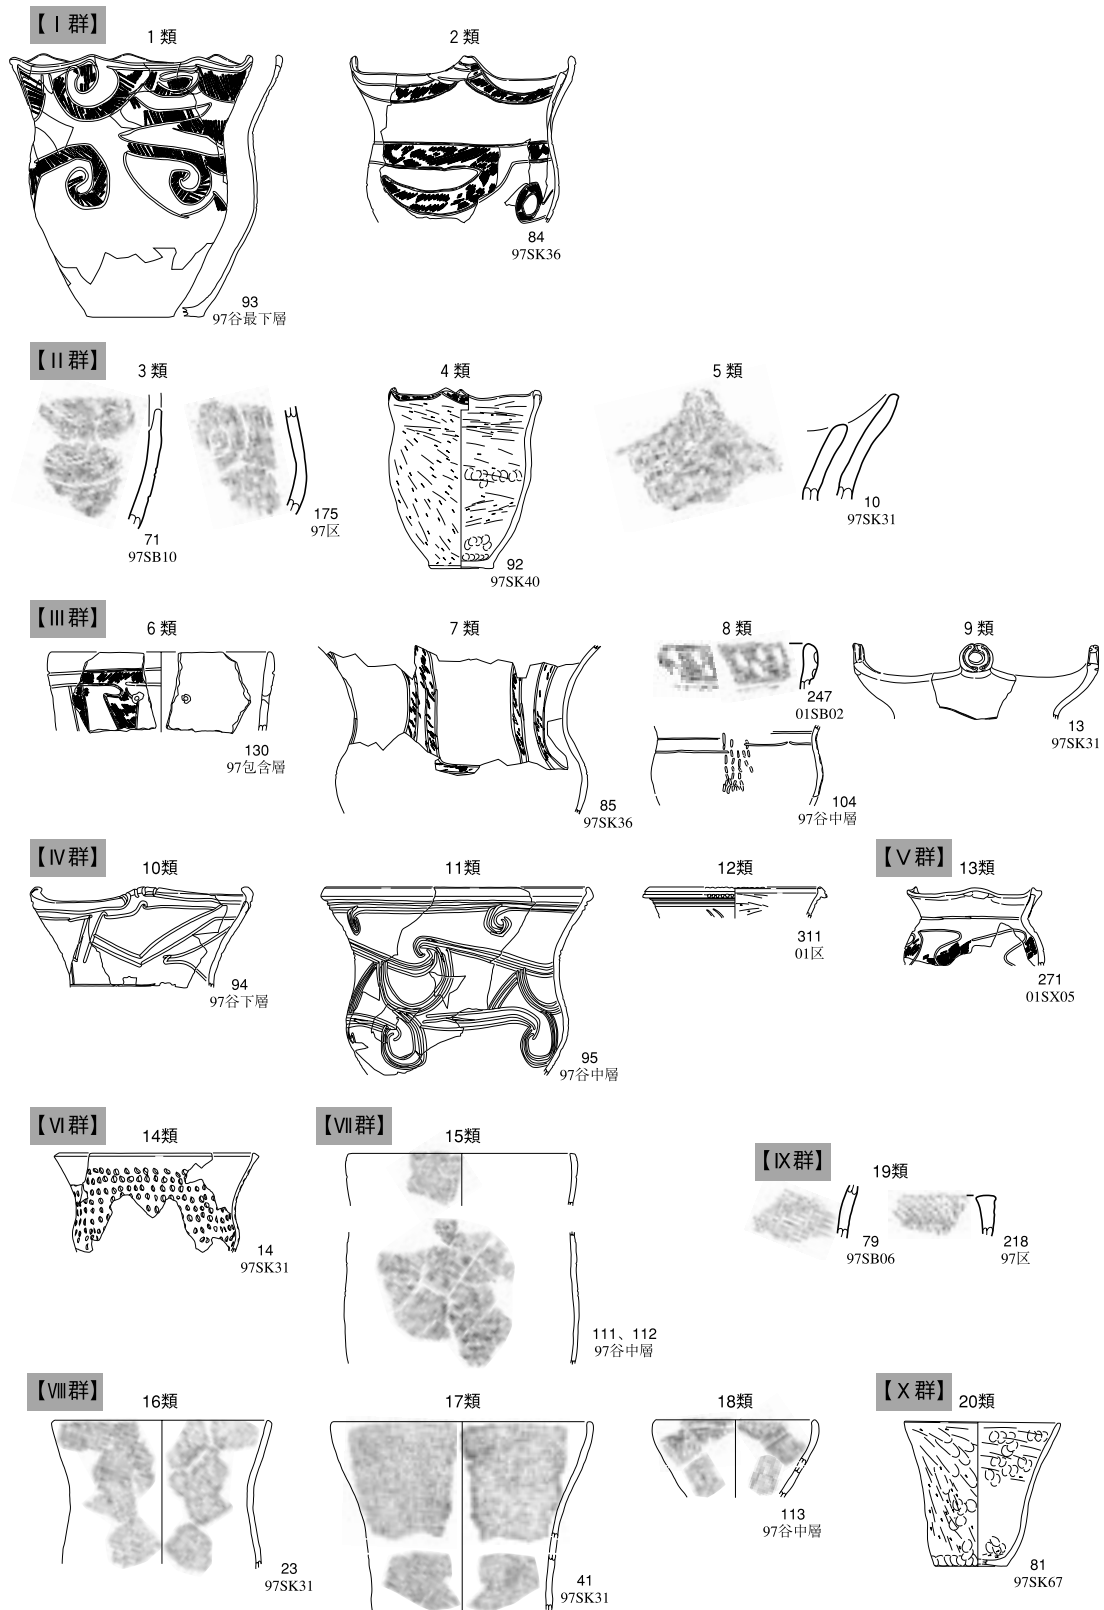 【Ⅰ群】
1類
2類
84
97SK36
93
97谷最下層
【Ⅱ群】
3類
4類
5類
10
97SK31
175
97区
71
97SB10
92
97SK40
【Ⅲ群】
6類
7類
8類
9類
247
01SB02
13
97SK31
130
97包含層
85
97SK36
104
97谷中層
【Ⅳ群】
10類
11類
12類
【Ⅴ群】
13類
311
01区
94
97谷下層
271
01SX05
95
97谷中層
【Ⅵ群】
14類
【Ⅶ群】
15類
【Ⅸ群】
19類
14
97SK31
79
97SB06
218
97区
111、112
97谷中層
【Ⅷ群】
16類
17類
18類
【Ⅹ群】
20類
113
97谷中層
23
97SK31
41
97SK31
81
97SK67